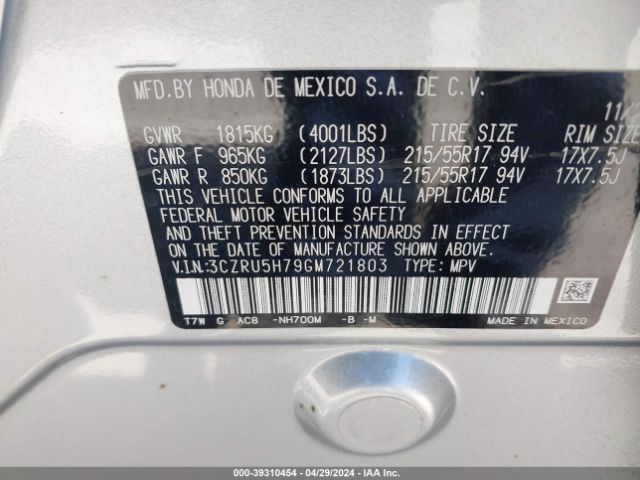 MFD.BY HONDA DE MEXICO S.A. DE C.V.
11/
GVWR 1815KG (4001LBS) TIRE SIZE RIM SIZE
GAWR F 965KG (2127LBS) 215/55R17 94V 17X7.5J
GAWR R 850KG (1873LBS) 215/55R17 94V 17X7.5J
THIS VEHICLE CONFORMS TO ALL APPLICABLE
FEDERAL MOTOR VEHICLE SAFETY
AND THEFT PREVENTION STANDARDS IN EFFECT
ON THE DATE OF MANUFACTURE SHOWN ABOVE.
V.I.N:3CZRU5H79GM721803 TYPE: MPV
T7W G AC8 -NH700M -B -M MADE IN MEXICO
000-39310454 - 04/29/2024 - IAA Inc.